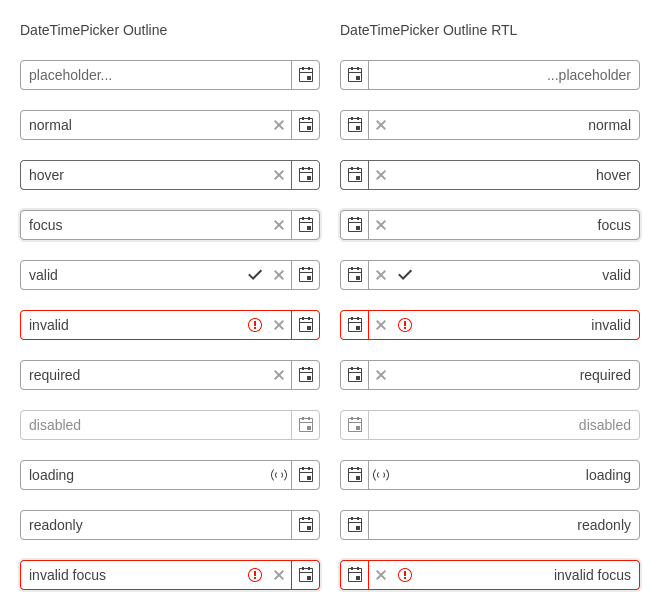 DateTimePicker Outline
DateTimePicker Outline RTL
placeholder...
...placeholder
normal
normal
hover
hover
focus
focus
valid
valid
invalid
invalid
required
required
disabled
disabled
loading
loading
readonly
readonly
invalid focus
invalid focus